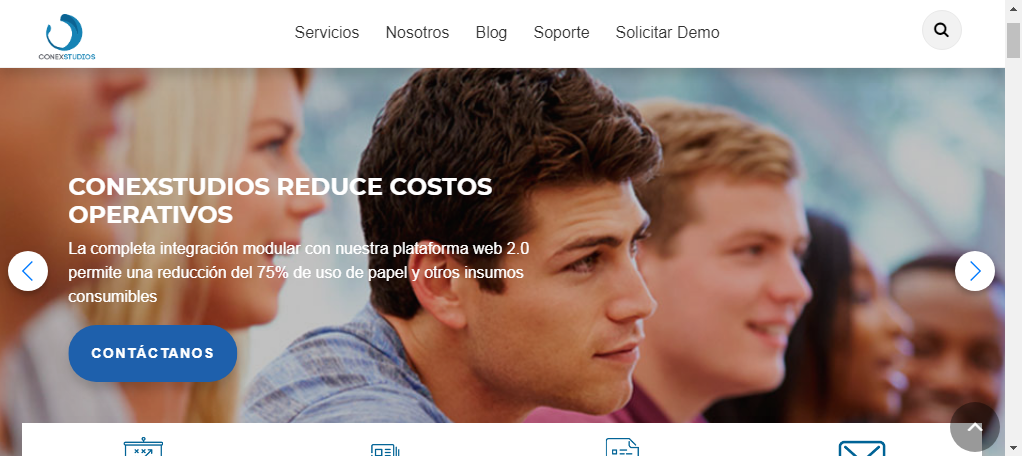 CONEXSTUDIOS
Servicios Nosotros Blog Soporte Solicitar Demo
CONEXSTUDIOS REDUCE COSTOS
OPERATIVOS
La completa integración modular con nuestra plataforma web 2.0
permite una reducción del 75% de uso de papel y otros insumos
consumibles
CONTÁCTANOS